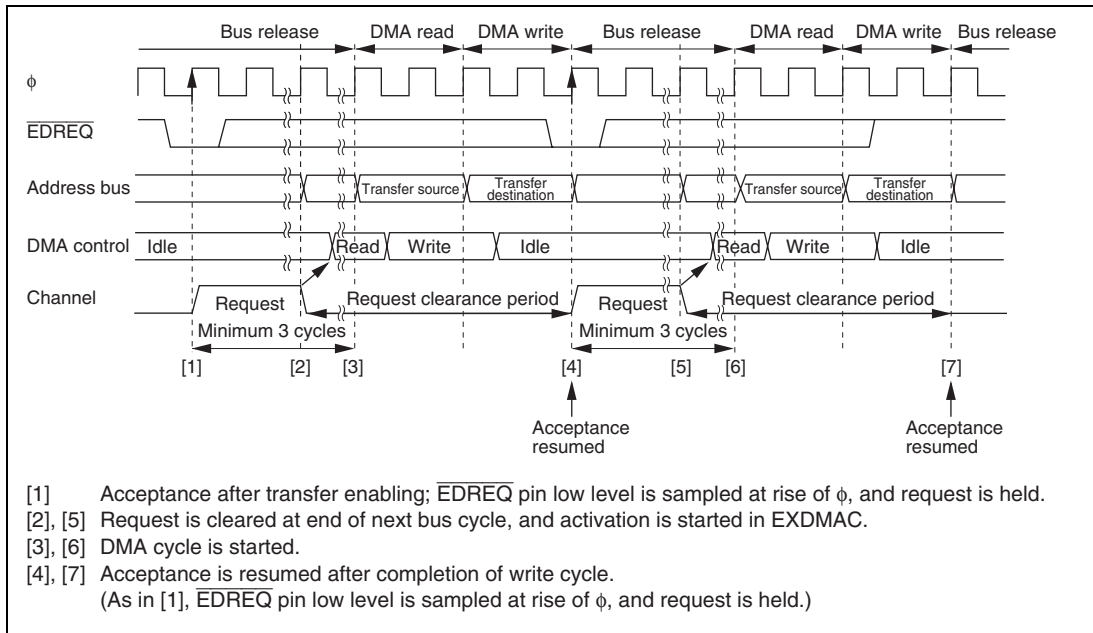 Bus release DMA read DMA write Bus release DMA read DMA write Bus release
ϕ
EDREQ
Address bus Transfer source Transfer destination Transfer source Transfer destination
DMA control Idle Read Write Idle Read Write Idle
Channel Request Request clearance period Request Request clearance period
Minimum 3 cycles Minimum 3 cycles
[1] [2] [3] [4] [5] [6] [7]
Acceptance resumed Acceptance resumed
[1] Acceptance after transfer enabling; EDREQ pin low level is sampled at rise of ϕ, and request is held.
[2], [5] Request is cleared at end of next bus cycle, and activation is started in EXDMAC.
[3], [6] DMA cycle is started.
[4], [7] Acceptance is resumed after completion of write cycle.
(As in [1], EDREQ pin low level is sampled at rise of ϕ, and request is held.)